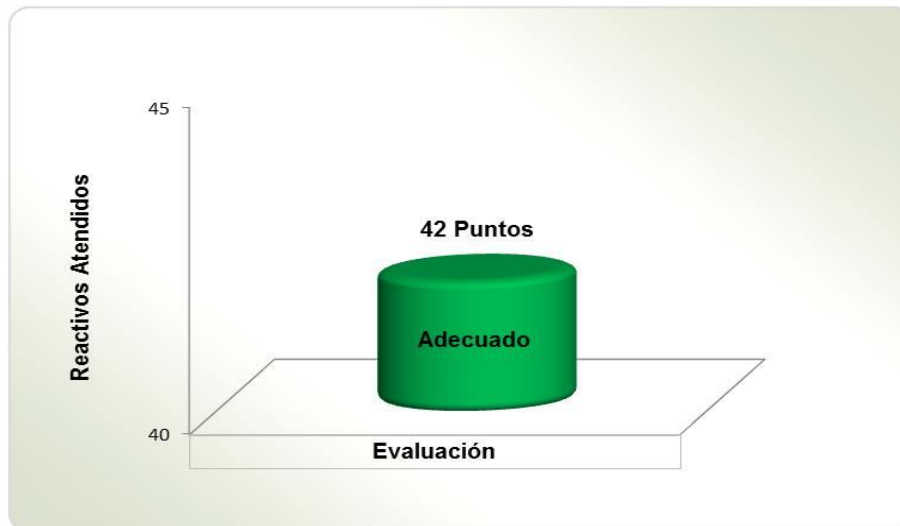 45
Reactivos Atendidos
42 Puntos
Adecuado
40
Evaluación